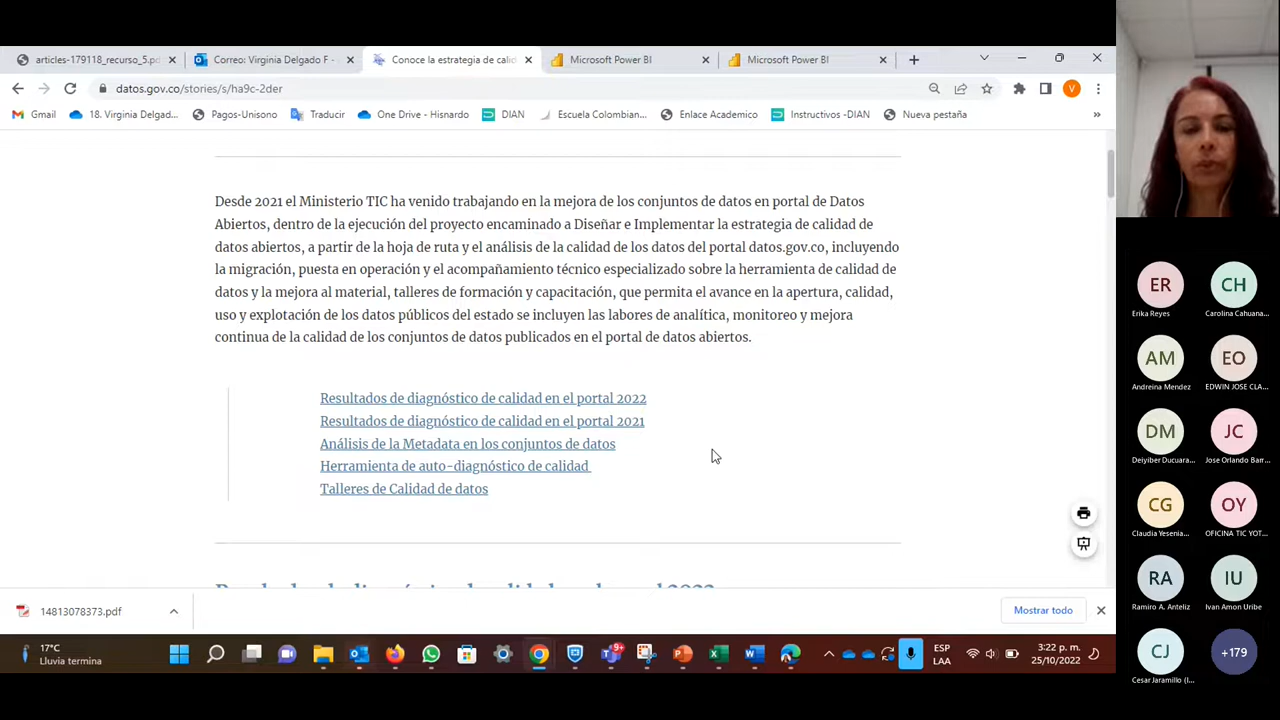 articles-179118_recurso_5.pd
Correo: Virginia Delgado F -
Conoce la estrategia de calid
Microsoft Power BI
Microsoft Power BI
datos.gov.co/stories/s/ha9c-2der
V
Gmail
18. Virginia Delgad...
Pagos-Unisono
Traducir
One Drive - Hisnardo
DIAN
Escuela Colombian...
Enlace Academico
Instructivos -DIAN
Nueva pestaña
»
Desde 2021 el Ministerio TIC ha venido trabajando en la mejora de los conjuntos de datos en portal de Datos
Abiertos, dentro de la ejecución del proyecto encaminado a Diseñar e Implementar la estrategia de calidad de
datos abiertos, a partir de la hoja de ruta y el análisis de la calidad de los datos del portal datos.gov.co, incluyendo
la migración, puesta en operación y el acompañamiento técnico especializado sobre la herramienta de calidad de
datos y la mejora al material, talleres de formación y capacitación, que permita el avance en la apertura, calidad,
uso y explotación de los datos públicos del estado se incluyen las labores de analítica, monitoreo y mejora
continua de la calidad de los conjuntos de datos publicados en el portal de datos abiertos.
Resultados de diagnóstico de calidad en el portal 2022
Resultados de diagnóstico de calidad en el portal 2021
Análisis de la Metadata en los conjuntos de datos
Herramienta de auto-diagnóstico de calidad
Talleres de Calidad de datos
14813078373.pdf
Mostrar todo
17°C
Lluvia termina
9+
ESP
LAA
3:22 p. m.
25/10/2022
ER
Erika Reyes
CH
Carolina Cahuana...
AM
Andreina Mendez
EO
EDWIN JOSE CLA...
DM
Deiyiber Ducuara...
JC
Jose Orlando Barr...
CG
Claudia Yesenia...
OY
OFICINA TIC YOT...
RA
Ramiro A. Anteliz
IU
Ivan Amon Uribe
CJ
Cesar Jaramillo (I...
+179